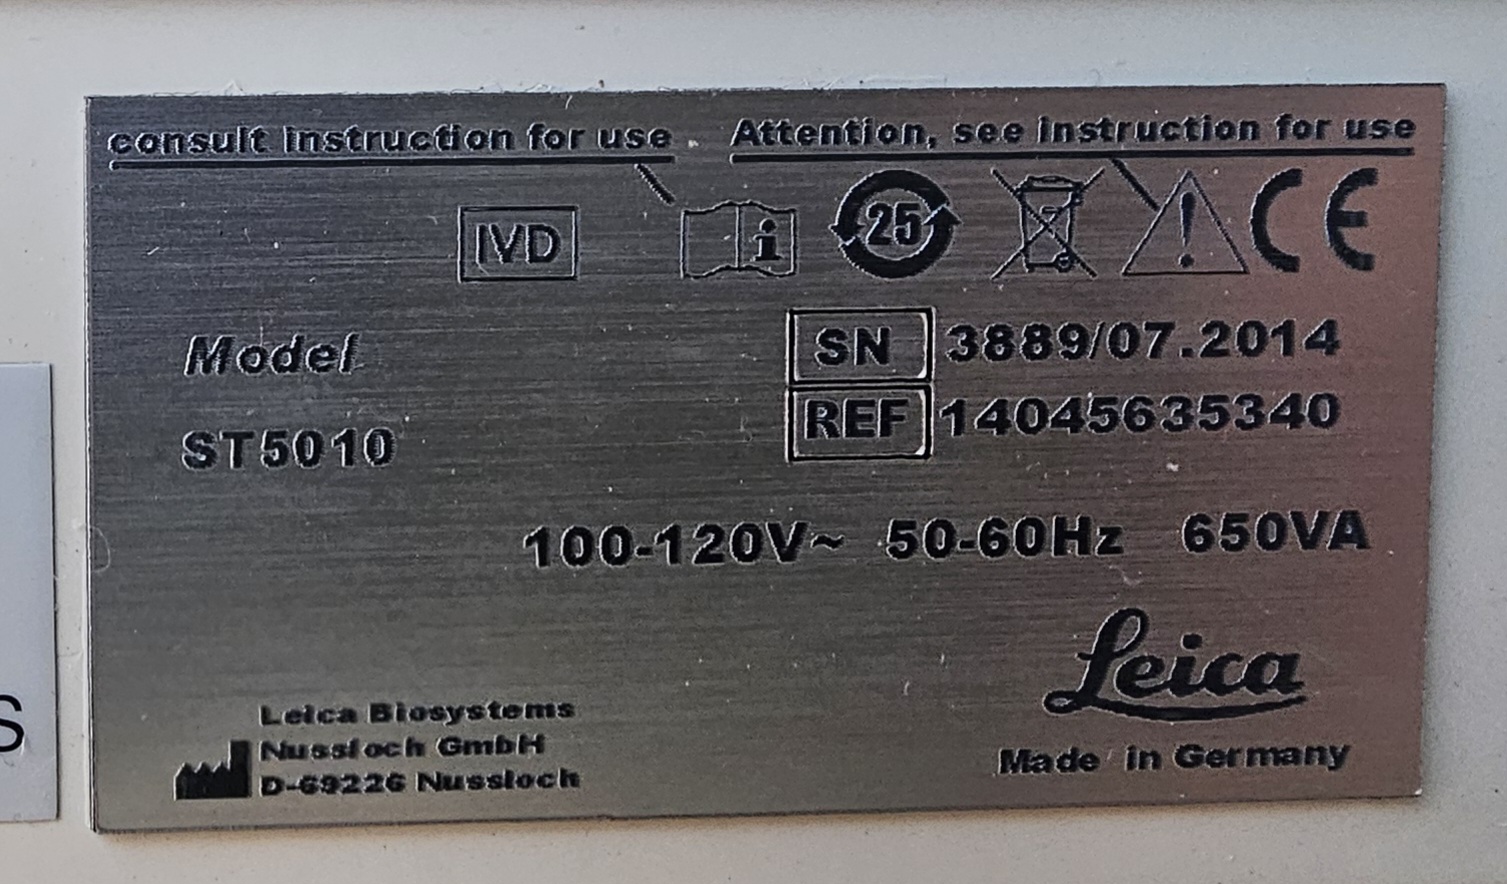 consult instruction for use
Attention, see instruction for use
IVD
i
25
!
CE
Model
SN 3889/07.2014
ST5010
REF 14045635340
100-120V~ 50-60Hz 650VA
Leica
Leica Biosystems
Nussloch GmbH
D-69226 Nussloch
Made in Germany
S